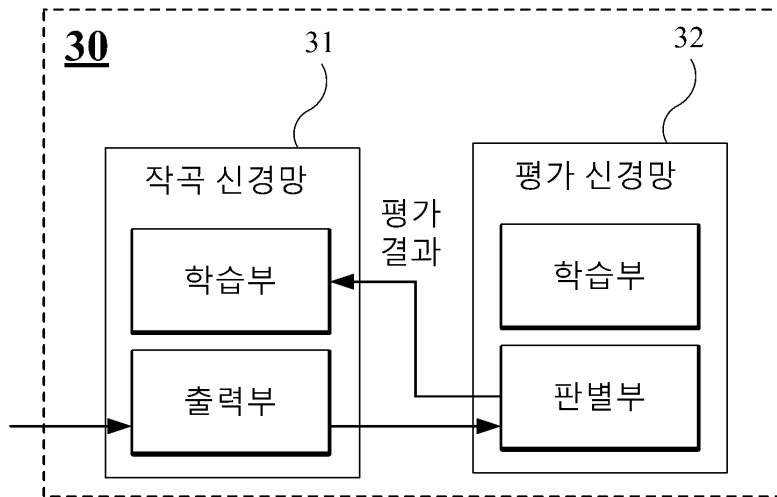 30
31
32
작곡 신경망
평가 신경망
평가
결과
학습부
학습부
출력부
판별부